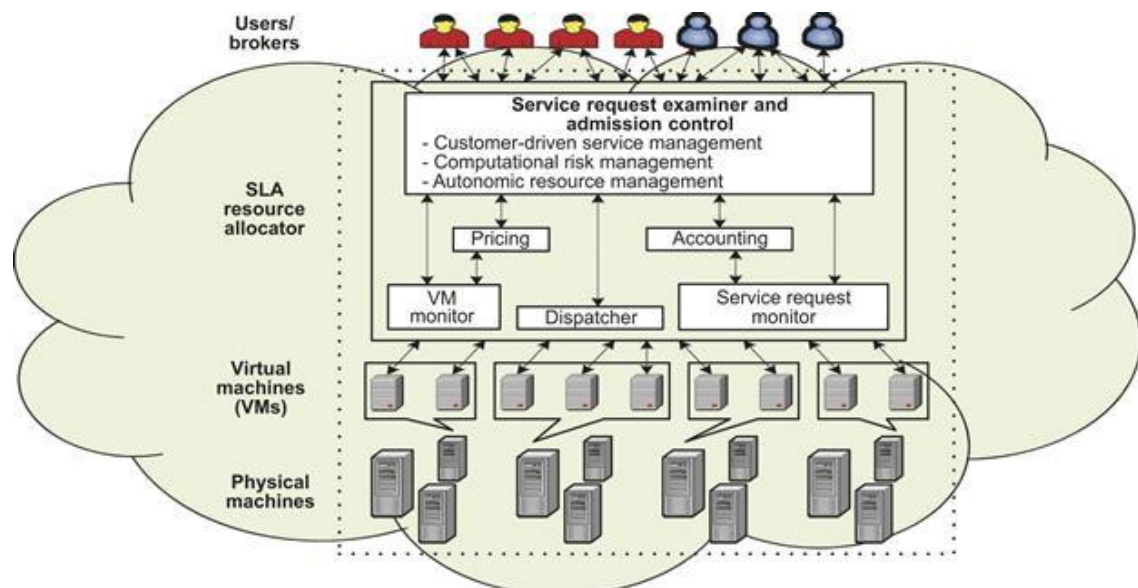 Users/
brokers
Service request examiner and
admission control
- Customer-driven service management
- Computational risk management
- Autonomic resource management
SLA
resource
allocator
Pricing
Accounting
VM
monitor
Dispatcher
Service request
monitor
Virtual
machines
(VMs)
Physical
machines